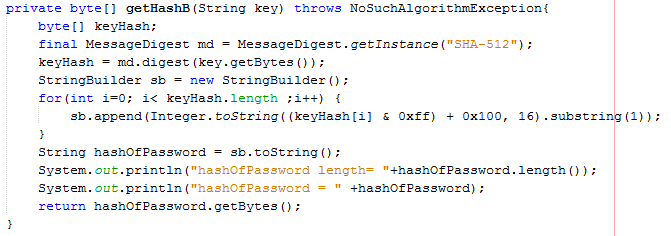 private byte[] getHashB(String key) throws NoSuchAlgorithmException{
    byte[] keyHash;
    final MessageDigest md = MessageDigest.getInstance("SHA-512");
    keyHash = md.digest(key.getBytes());
    StringBuilder sb = new StringBuilder();
    for(int i=0; i< keyHash.length ;i++) {
        sb.append(Integer.toString((keyHash[i] & 0xff) + 0x100, 16).substring(1));
    }
    String hashOfPassword = sb.toString();
    System.out.println("hashOfPassword length= "+hashOfPassword.length());
    System.out.println("hashOfPassword = " +hashOfPassword);
    return hashOfPassword.getBytes();
}